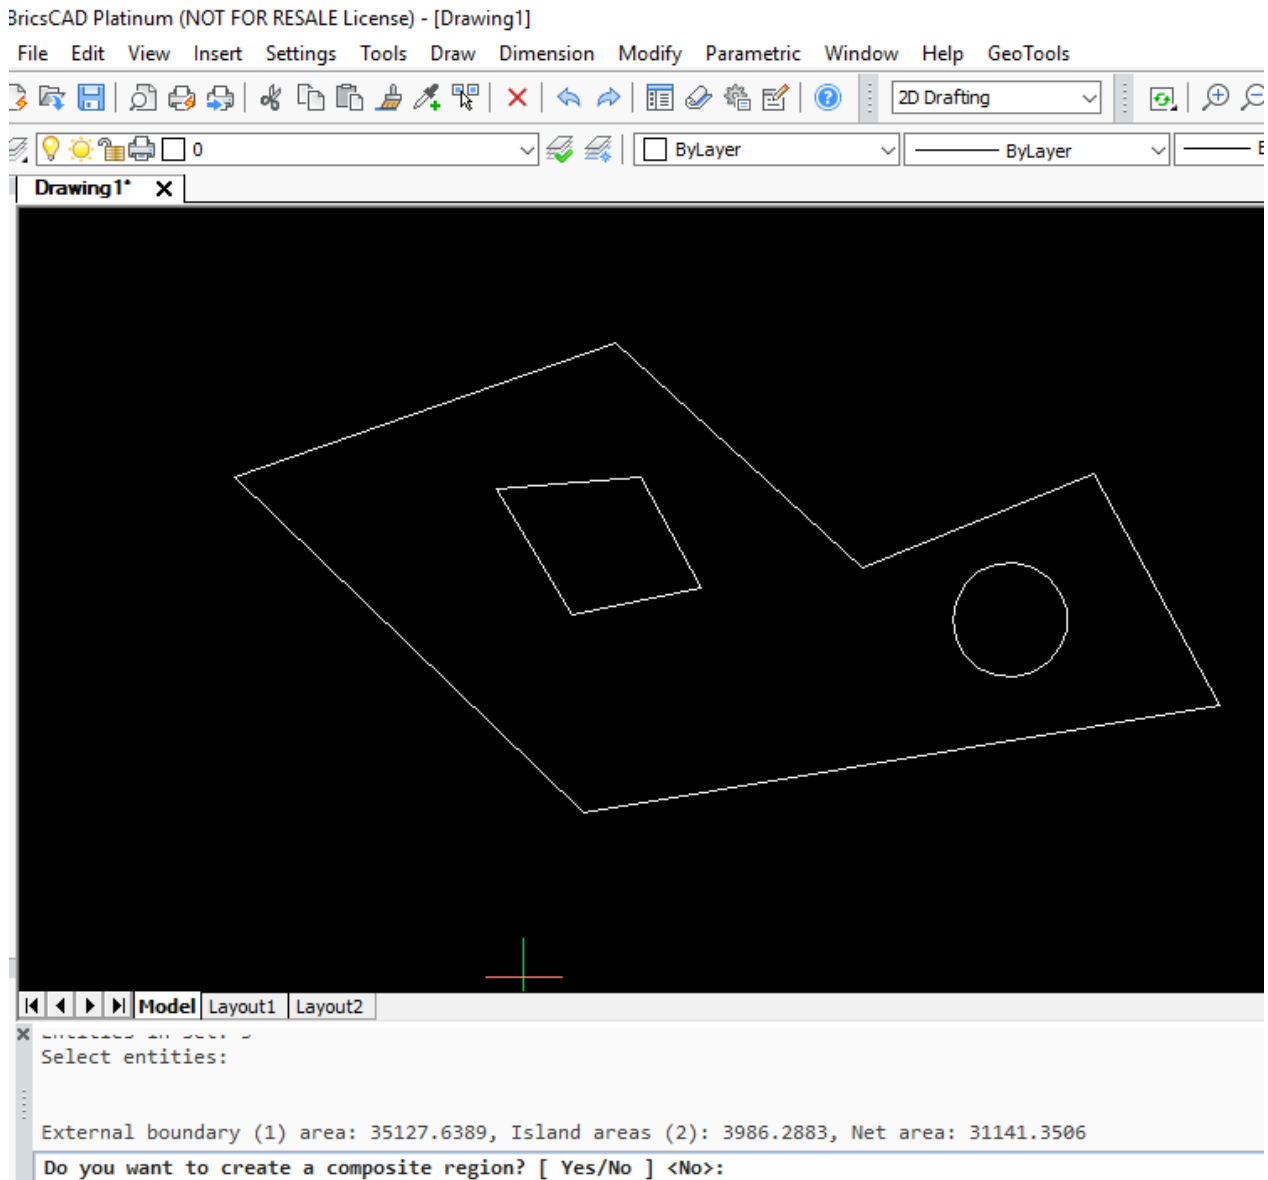 BricsCAD Platinum (NOT FOR RESALE License) - [Drawing1]
File Edit View Insert Settings Tools Draw Dimension Modify Parametric Window Help GeoTools
2D Drafting
0 ByLayer ByLayer
Drawing1* X
Model Layout1 Layout2
Select entities:
External boundary (1) area: 35127.6389, Island areas (2): 3986.2883, Net area: 31141.3506
Do you want to create a composite region? [ Yes/No ] <No>: